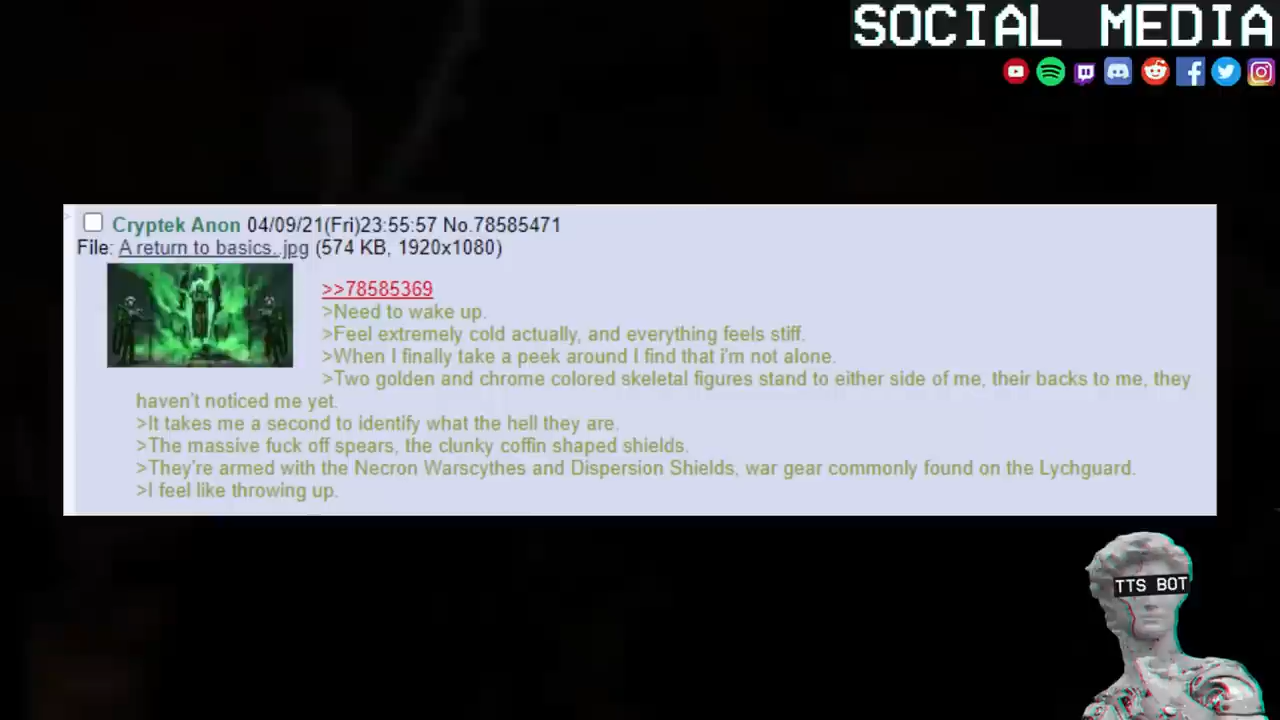 SOCIAL MEDIA
Cryptek Anon 04/09/21(Fri)23:55:57 No.78585471
File: A return to basics..jpg (574 KB, 1920x1080)
>>78585369
>Need to wake up.
>Feel extremely cold actually, and everything feels stiff.
>When I finally take a peek around I find that i'm not alone.
>Two golden and chrome colored skeletal figures stand to either side of me, their backs to me, they
haven't noticed me yet.
>It takes me a second to identify what the hell they are.
>The massive fuck off spears, the clunky coffin shaped shields.
>They're armed with the Necron Warscythes and Dispersion Shields, war gear commonly found on the Lychguard.
>I feel like throwing up.
TTS BOT